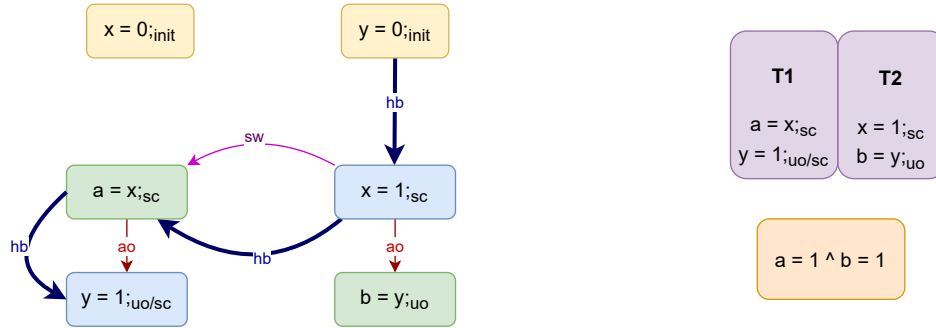 x = 0;init
y = 0;init
hb
sw
a = x;sc
x = 1;sc
hb
ao
hb
ao
y = 1;uo/sc
b = y;uo
T1
T2
a = x;sc
y = 1;uo/sc
x = 1;sc
b = y;uo
a = 1 ^ b = 1